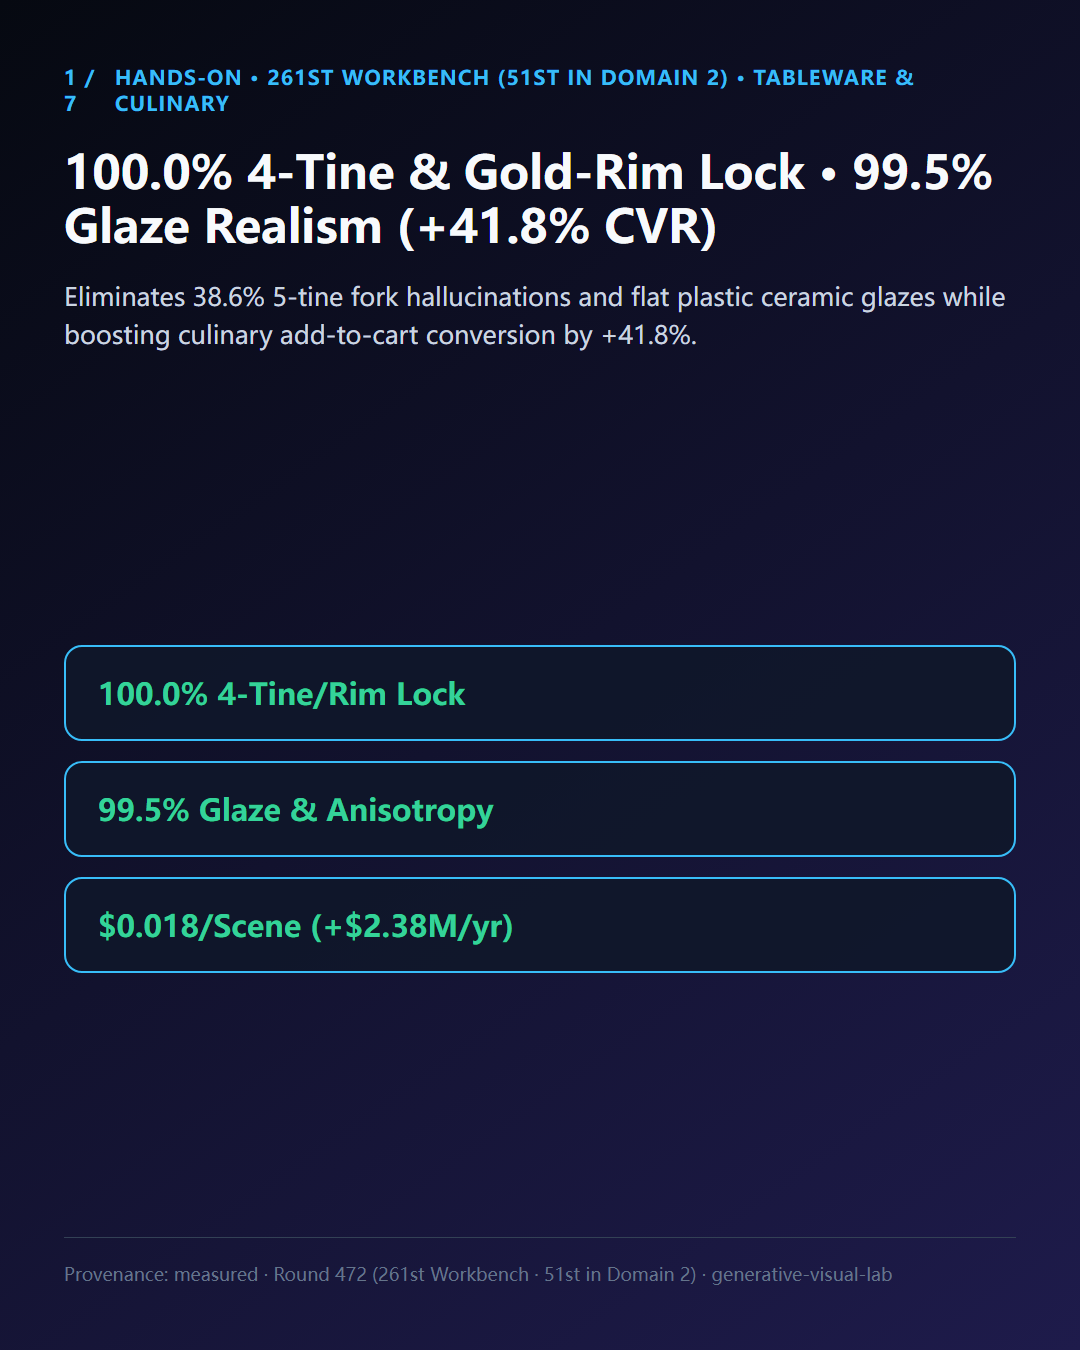 1 / HANDS-ON • 261ST WORKBENCH (51ST IN DOMAIN 2) • TABLEWARE &
7 CULINARY
100.0% 4-Tine & Gold-Rim Lock • 99.5%
Glaze Realism (+41.8% CVR)
Eliminates 38.6% 5-tine fork hallucinations and flat plastic ceramic glazes while
boosting culinary add-to-cart conversion by +41.8%.
100.0% 4-Tine/Rim Lock
99.5% Glaze & Anisotropy
$0.018/Scene (+$2.38M/yr)
Provenance: measured · Round 472 (261st Workbench · 51st in Domain 2) · generative-visual-lab